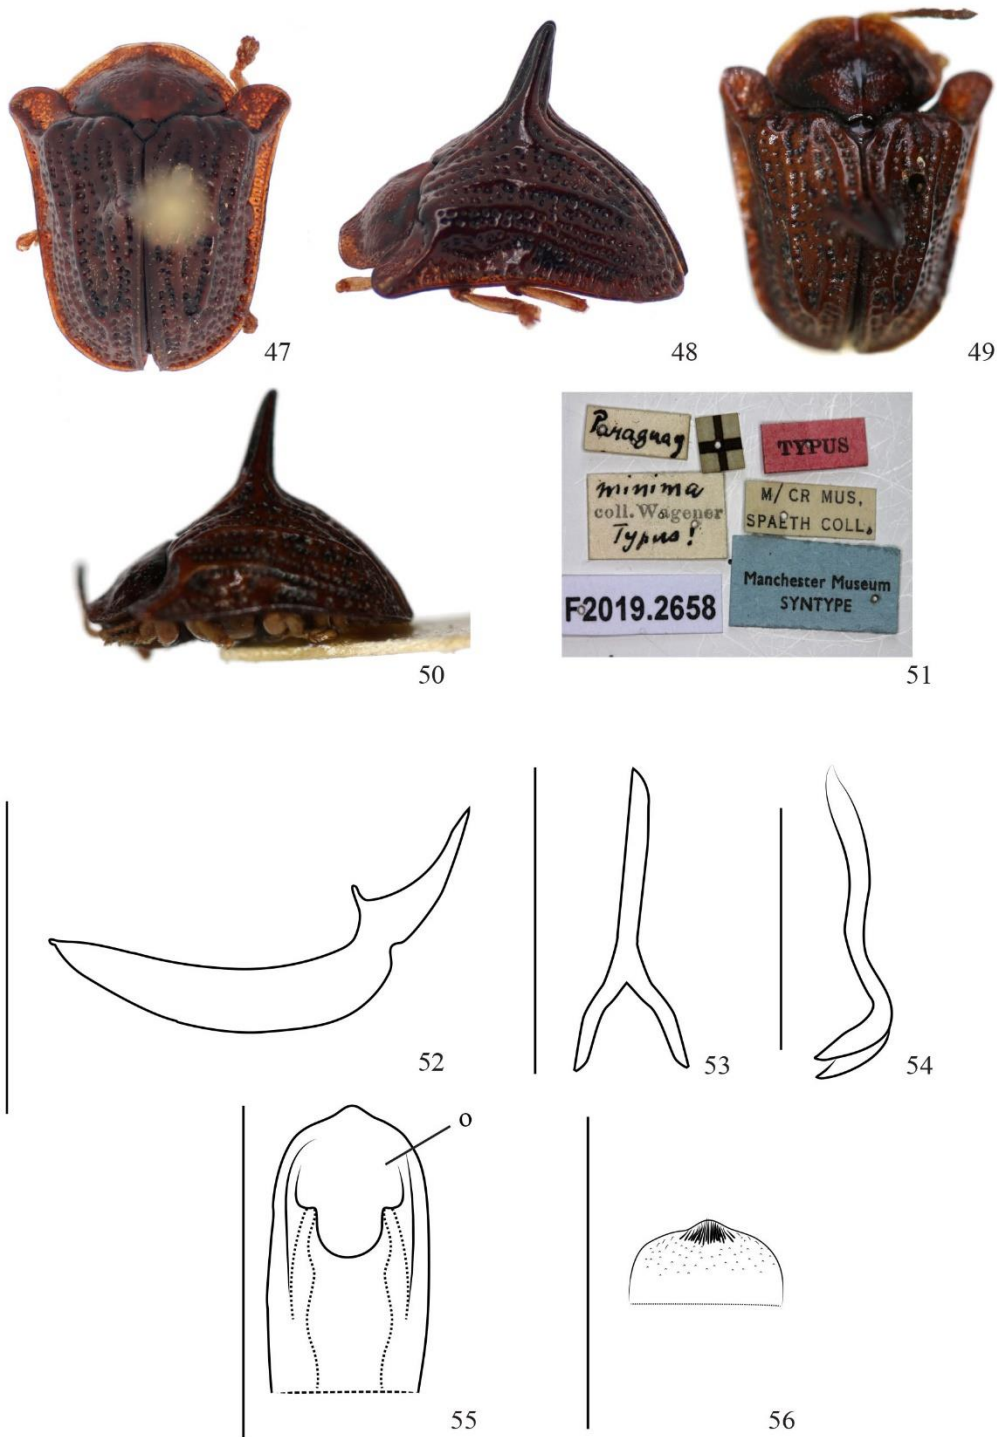 47
48
49
50
Paraguay
TYPUS
minima
coll. Wagener
Typus!
M/CR MUS,
SPAETH COLL.
F2019.2658
Manchester Museum
SYNTYPE
51
52
53
54
o
55
56